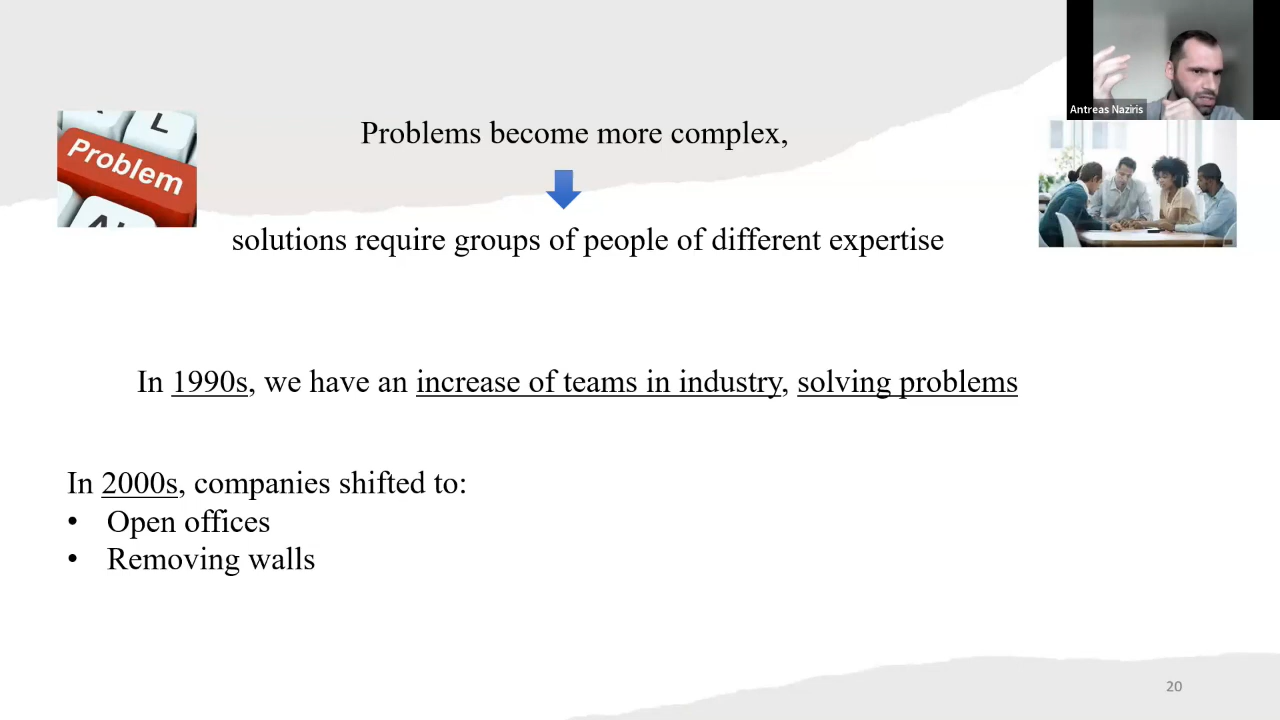 Antreas Naziris
L
Problem
Problems become more complex,
solutions require groups of people of different expertise
In 1990s, we have an increase of teams in industry, solving problems
In 2000s, companies shifted to:
• Open offices
• Removing walls
20